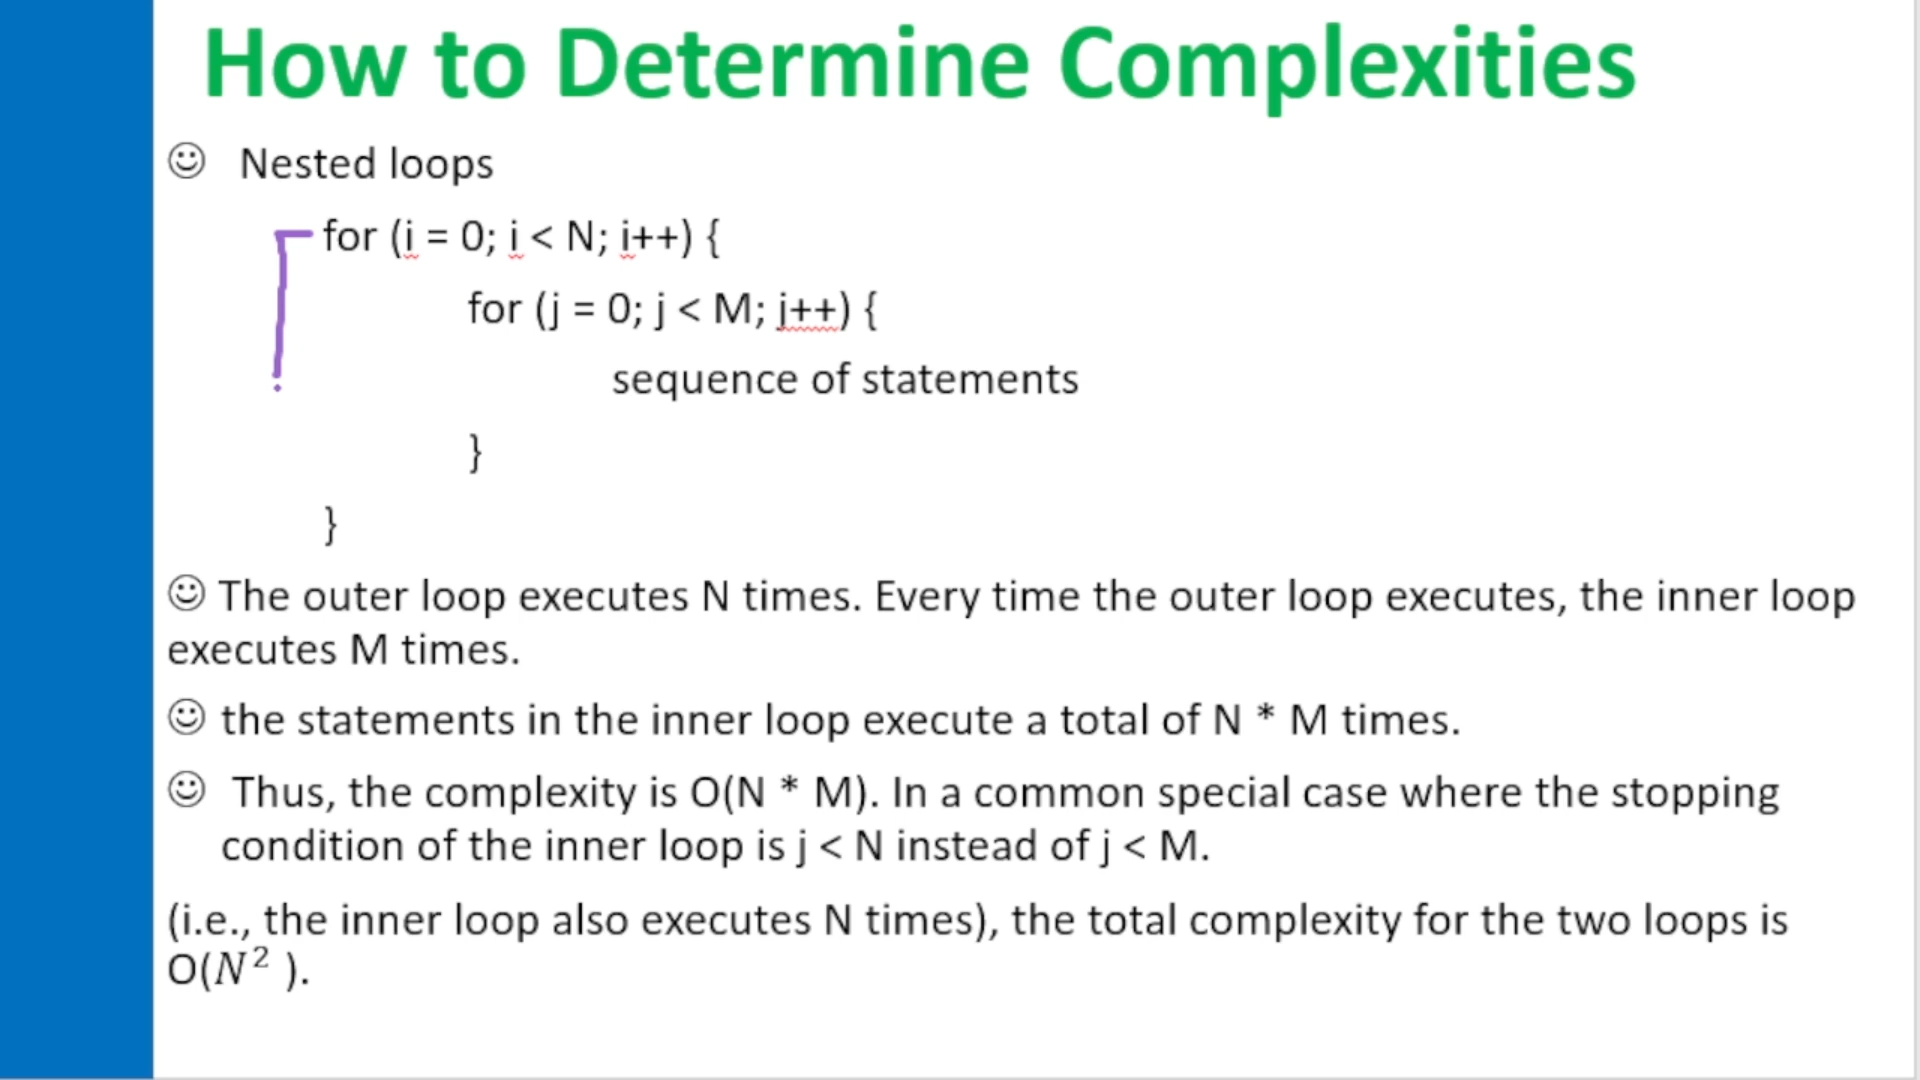 How to Determine Complexities
☺ Nested loops
for (i = 0; i < N; i++) {
for (j = 0; j < M; j++) {
sequence of statements
}
}
☺ The outer loop executes N times. Every time the outer loop executes, the inner loop
executes M times.
☺ the statements in the inner loop execute a total of N * M times.
☺ Thus, the complexity is O(N * M). In a common special case where the stopping
condition of the inner loop is j < N instead of j < M.
(i.e., the inner loop also executes N times), the total complexity for the two loops is
O(N² ).